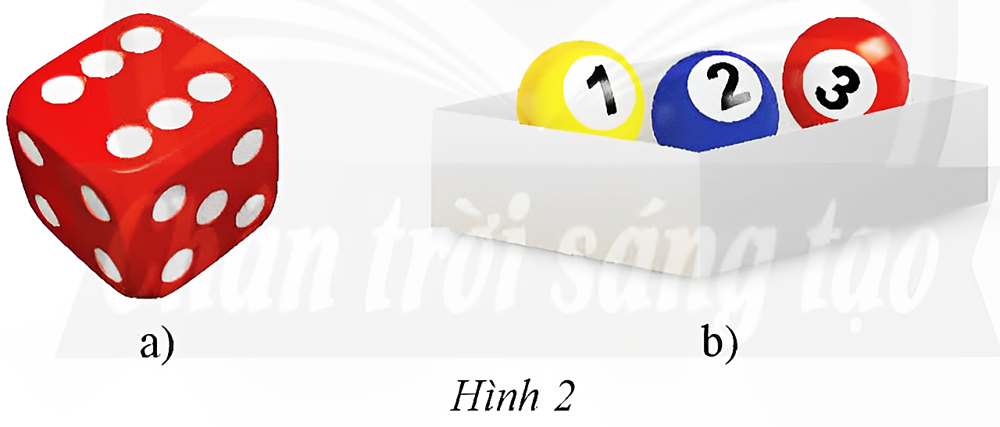 1 2 3
Chân trời sáng tạo
a) b)
Hình 2